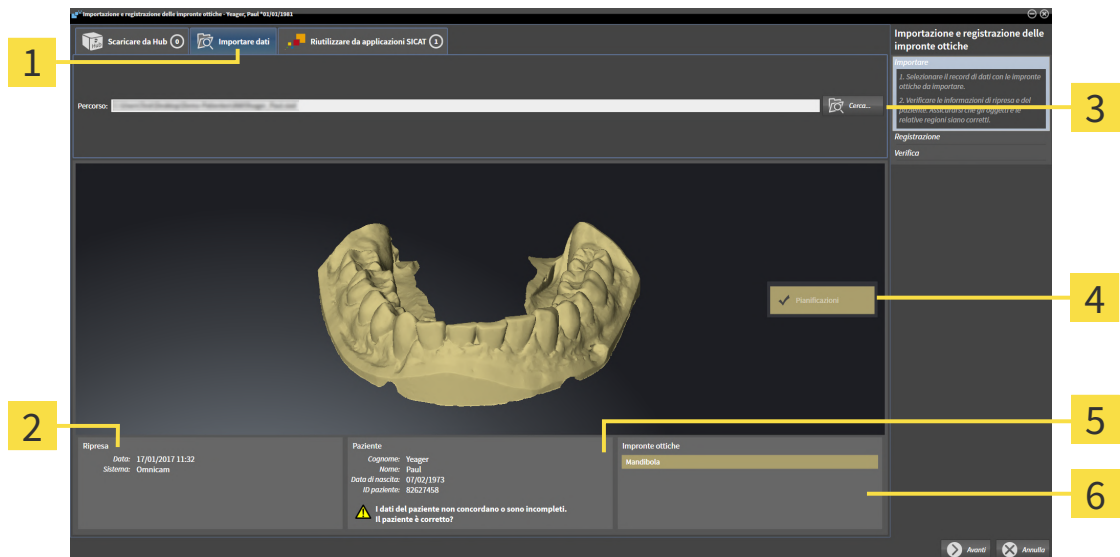 Importazione e registrazione delle impronte ottiche - Yeager, Paul *01/01/1981
Scaricare da Hub 0
Importare dati
Riutilizzare da applicazioni SICAT 1
Percorso:
Cerca...
Importazione e registrazione delle
impronte ottiche
Importare
1. Selezionare il record di dati con le impronte
ottiche da importare.
2. Verificare le informazioni di ripresa e del
paziente. Assicurarsi che gli oggetti e le
relative regioni siano corretti.
Registrazione
Verifica
Planificazioni
Ripresa
Data: 17/01/2017 11:32
Sistema: Omnicam
Paziente
Cognome: Yeager
Nome: Paul
Data di nascita: 07/02/1973
ID paziente: 82627458
I dati del paziente non concordano o sono incompleti.
Il paziente è corretto?
Impronte ottiche
Mandibola
Avanti
Annulla
1
2
3
4
5
6